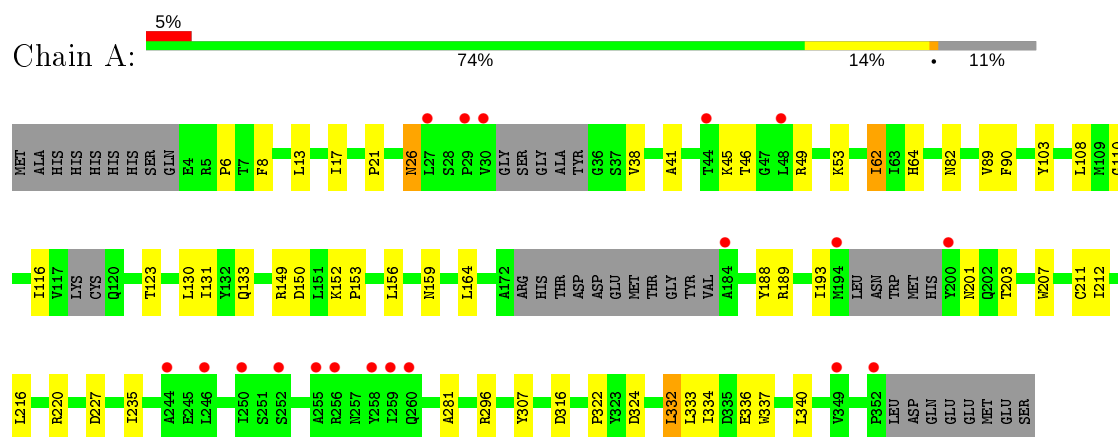 5%
Chain A:
74% 14% • 11%
MET ALA HIS HIS HIS HIS HIS HIS SER GLN E4 R5 P6 T7 F8 L13 I17 P21 N26 L27 S28 P29 V30 GLY SER GLY ALA TYR G36 S37 V38 A41 T44 K45 T46 G47 L48 R49 K53 I62 I63 H64 N82 V89 F90 Y103 L108 M109 G110
I116 V117 LYS CYS Q120 T123 L130 I131 Y132 Q133 R149 D150 L151 K152 P153 L156 N159 L164 A172 ARG HIS THR ASP ASP GLU MET THR GLY TYR VAL A184 Y188 R189 I193 M194 LEU ASN TRP MET HIS Y200 N201 Q202 T203 W207 C211 I212
L216 R220 D227 I235 A244 E245 L246 I250 S251 S252 A255 R256 N257 Y258 I259 Q260 A281 R296 Y307 D316 P322 Y323 D324 L332 L333 I334 D335 E336 W337 L340 V349 P352 LEU ASP GLN GLU GLU MET GLU SER